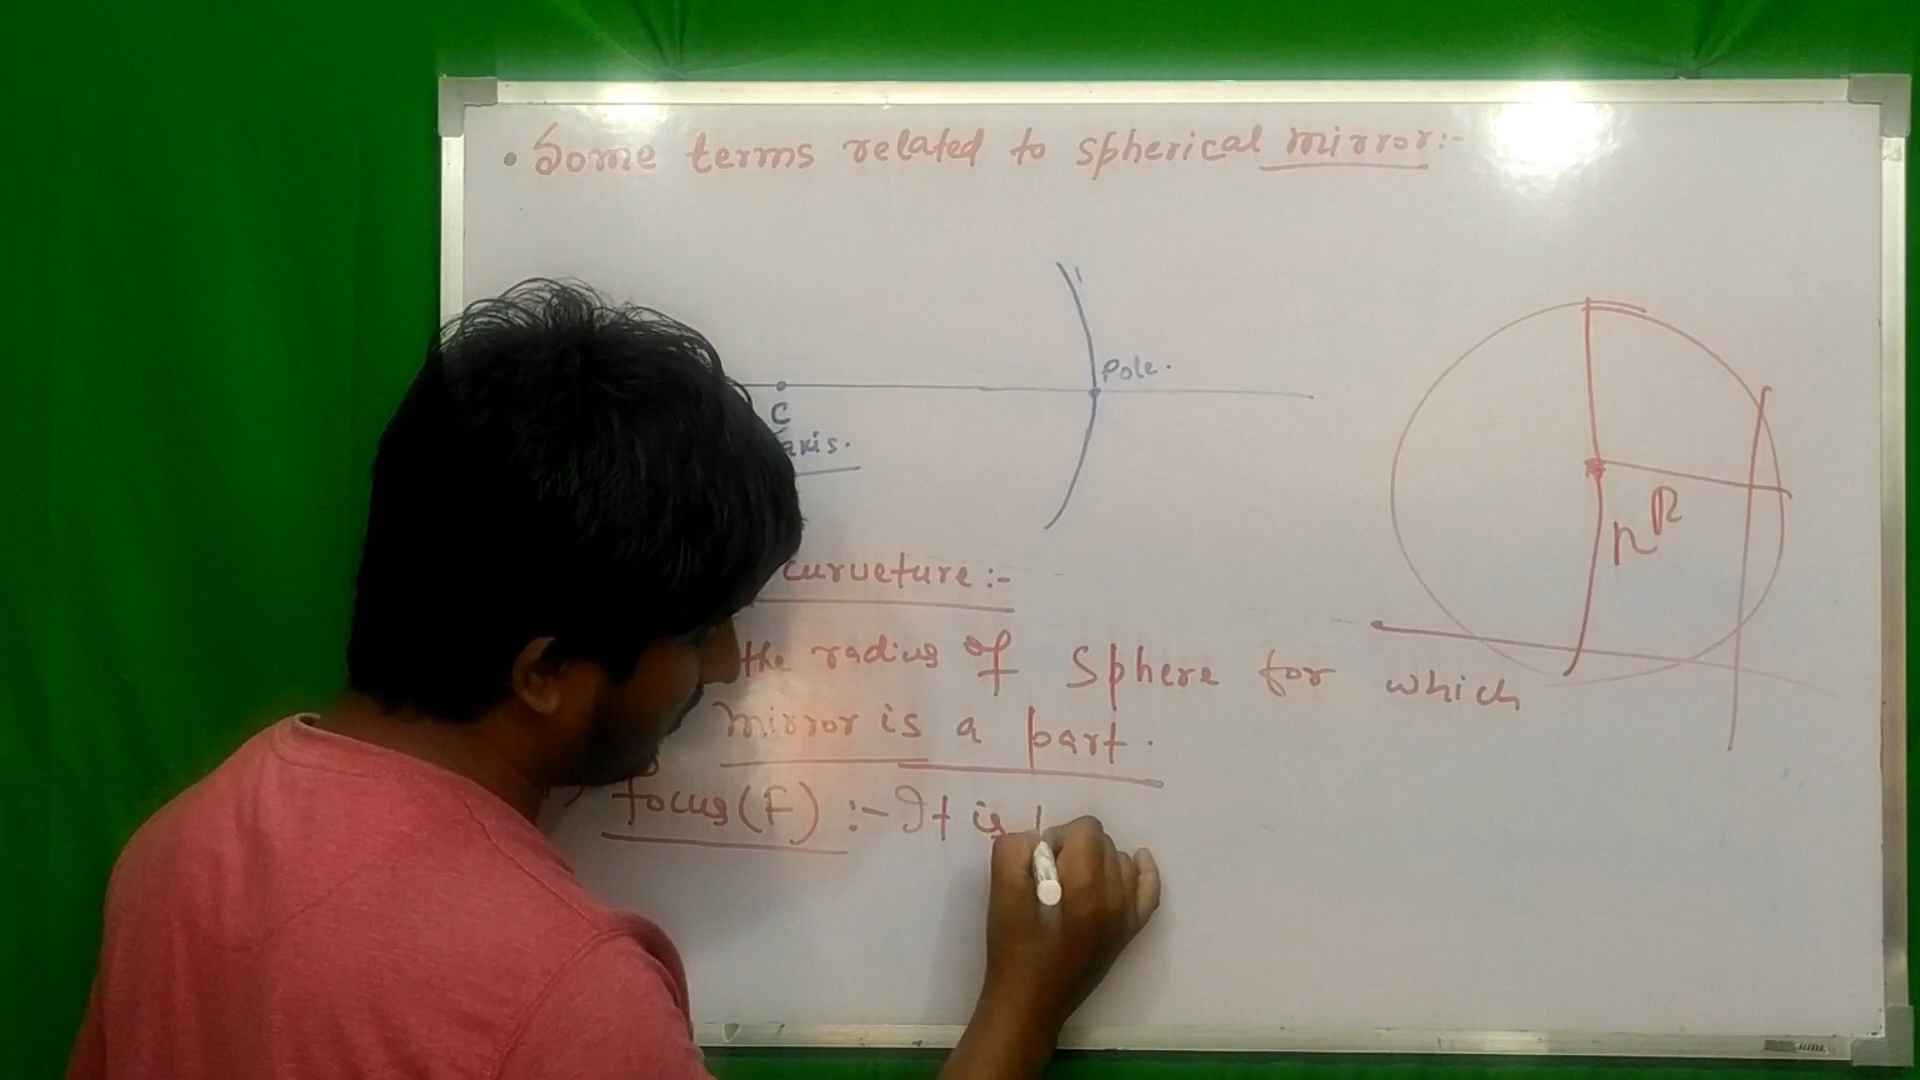 • Some terms related to spherical mirror:-
Pole.
C
axis.
R
curveture :-
the radius of Sphere for which
mirror is a part.
focus (F) :- It is